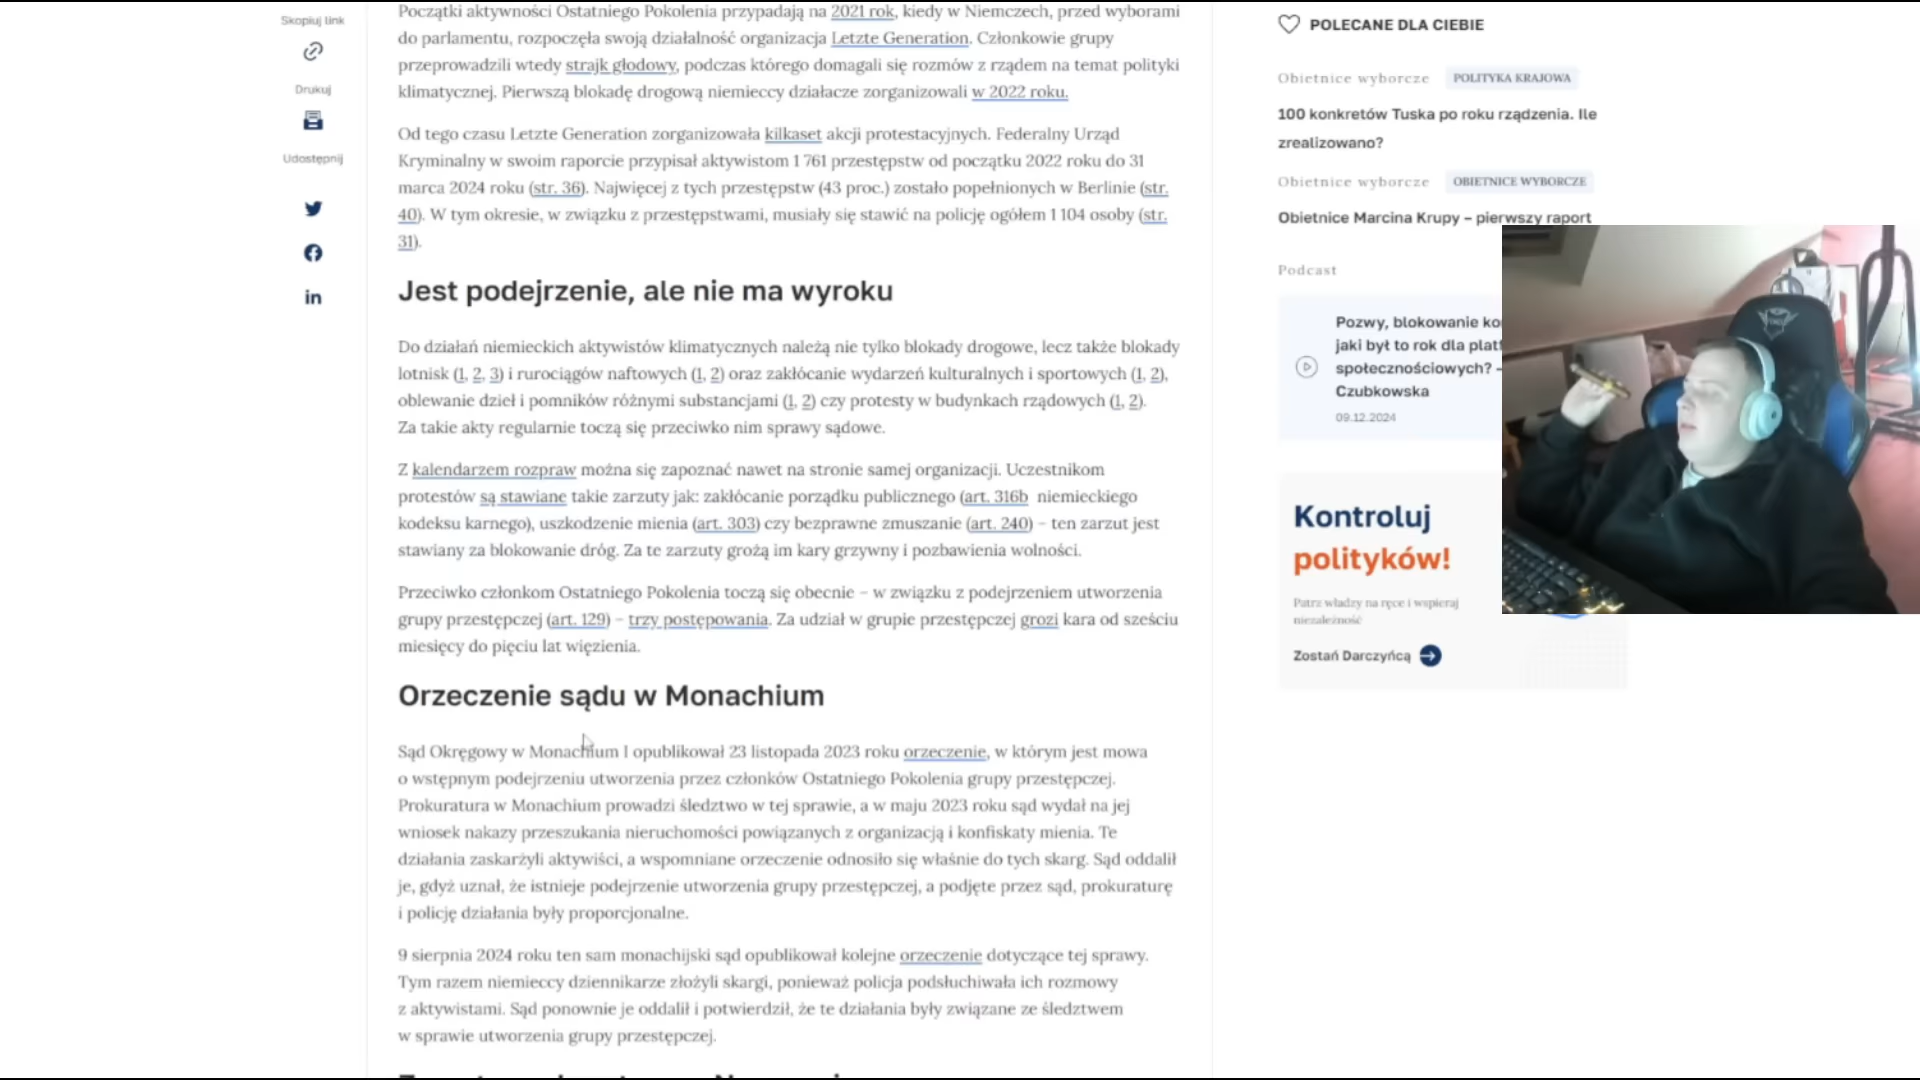 Skopiuj link
Drukuj
Udostępnij
Początki aktywności Ostatniego Pokolenia przypadają na 2021 rok, kiedy w Niemczech, przed wyborami
do parlamentu, rozpoczęła swoją działalność organizacja Letzte Generation. Członkowie grupy
przeprowadzili wtedy strajk głodowy, podczas którego domagali się rozmów z rządem na temat polityki
klimatycznej. Pierwszą blokadę drogową niemieccy działacze zorganizowali w 2022 roku.
Od tego czasu Letzte Generation zorganizowała kilkaset akcji protestacyjnych. Federalny Urząd
Kryminalny w swoim raporcie przypisał aktywistom 1 761 przestępstw od początku 2022 roku do 31
marca 2024 roku (str. 36). Najwięcej z tych przestępstw (43 proc.) zostało popełnionych w Berlinie (str.
40). W tym okresie, w związku z przestępstwami, musiały się stawić na policję ogółem 1 104 osoby (str.
31).
Jest podejrzenie, ale nie ma wyroku
Do działań niemieckich aktywistów klimatycznych należą nie tylko blokady drogowe, lecz także blokady
lotnisk (1, 2, 3) i rurociągów naftowych (1, 2) oraz zakłócanie wydarzeń kulturalnych i sportowych (1, 2),
oblewanie dzieł i pomników różnymi substancjami (1, 2) czy protesty w budynkach rządowych (1, 2).
Za takie akty regularnie toczą się przeciwko nim sprawy sądowe.
Z kalendarzem rozpraw można się zapoznać nawet na stronie samej organizacji. Uczestnikom
protestów są stawiane takie zarzuty jak: zakłócanie porządku publicznego (art. 316b niemieckiego
kodeksu karnego), uszkodzenie mienia (art. 303) czy bezprawne zmuszanie (art. 240) – ten zarzut jest
stawiany za blokowanie dróg. Za te zarzuty grożą im kary grzywny i pozbawienia wolności.
Przeciwko członkom Ostatniego Pokolenia toczą się obecnie – w związku z podejrzeniem utworzenia
grupy przestępczej (art. 129) – trzy postępowania. Za udział w grupie przestępczej grozi kara od sześciu
miesięcy do pięciu lat więzienia.
Orzeczenie sądu w Monachium
Sąd Okręgowy w Monachium I opublikował 23 listopada 2023 roku orzeczenie, w którym jest mowa
o wstępnym podejrzeniu utworzenia przez członków Ostatniego Pokolenia grupy przestępczej.
Prokuratura w Monachium prowadzi śledztwo w tej sprawie, a w maju 2023 roku sąd wydał na jej
wniosek nakazy przeszukania nieruchomości powiązanych z organizacją i konfiskaty mienia. Te
działania zaskarżyli aktywiści, a wspomniane orzeczenie odnosiło się właśnie do tych skarg. Sąd oddalił
je, gdyż uznał, że istnieje podejrzenie utworzenia grupy przestępczej, a podjęte przez sąd, prokuraturę
i policję działania były proporcjonalne.
9 sierpnia 2024 roku ten sam monachijski sąd opublikował kolejne orzeczenie dotyczące tej sprawy.
Tym razem niemieccy dziennikarze złożyli skargi, ponieważ policja podsłuchiwała ich rozmowy
z aktywistami. Sąd ponownie je oddalił i potwierdził, że te działania były związane ze śledztwem
w sprawie utworzenia grupy przestępczej.
POLECANE DLA CIEBIE
Obietnice wyborcze POLITYKA KRAJOWA
100 konkretów Tuska po roku rządzenia. Ile
zrealizowano?
Obietnice wyborcze OBIETNICE WYBORCZE
Obietnice Marcina Krupy – pierwszy raport
Podcast
Pozwy, blokowanie
jaki był to rok dla
społecznościowych? –
Czubkowska
09.12.2024
Kontroluj
polityków!
Patrz władzy na ręce i wspieraj
niezależność
Zostań Darczyńcą